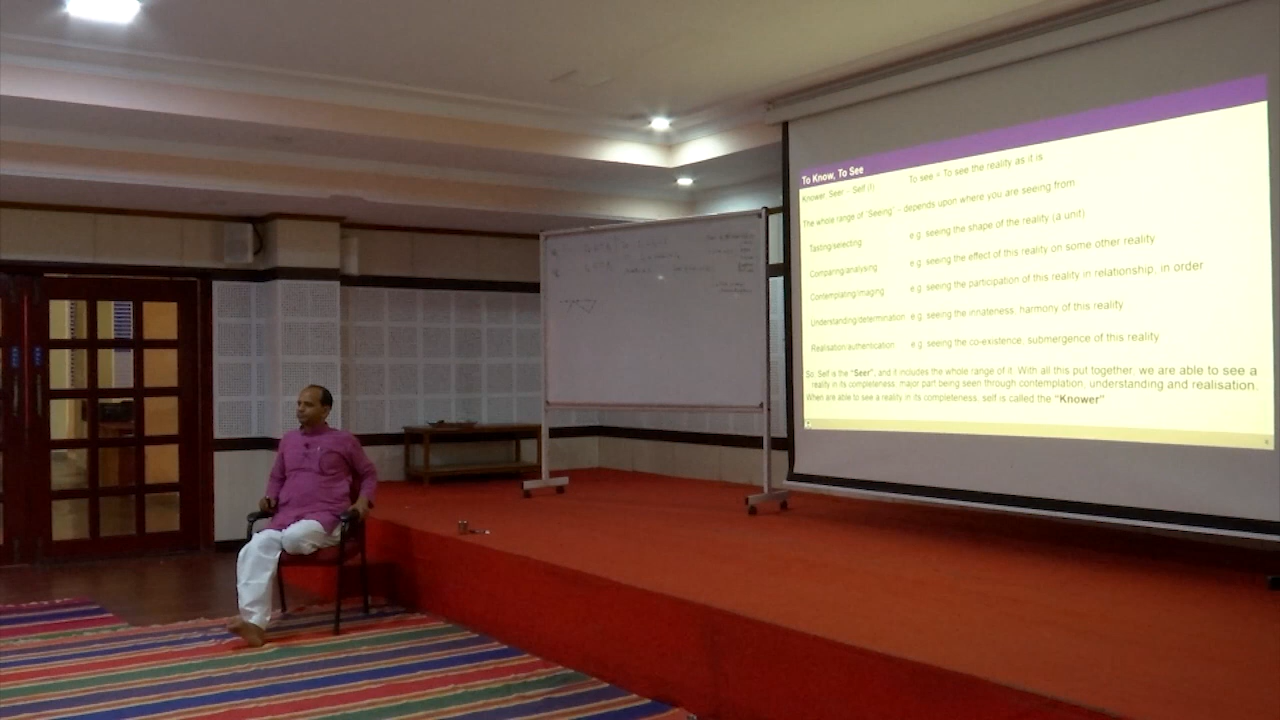 To Know, To See
Knower, Seer – Self (I) To see = To see the reality as it is
The whole range of "Seeing" – depends upon where you are seeing from
Tasting/selecting e.g. seeing the shape of the reality (a unit)
Comparing/analysing e.g. seeing the effect of this reality on some other reality
Contemplating/imaging e.g. seeing the participation of this reality in relationship, in order
Understanding/determination e.g. seeing the innateness, harmony of this reality
Realisation/authentication e.g. seeing the co-existence, submergence of this reality
So, Self is the "Seer", and it includes the whole range of it. With all this put together, we are able to see a
reality in its completeness, major part being seen through contemplation, understanding and realisation.
When are able to see a reality in its completeness, self is called the "Knower"